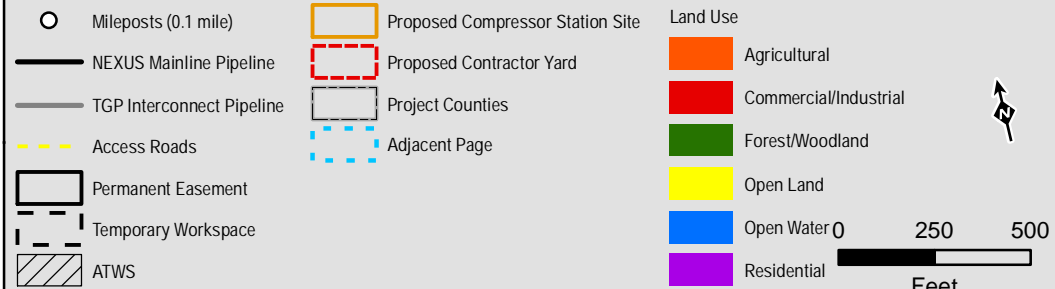 Mileposts (0.1 mile)
NEXUS Mainline Pipeline
TGP Interconnect Pipeline
Access Roads
Permanent Easement
Temporary Workspace
ATWS
Proposed Compressor Station Site
Proposed Contractor Yard
Project Counties
Adjacent Page
Land Use
Agricultural
Commercial/Industrial
Forest/Woodland
Open Land
Open Water
Residential
N
0 250 500
Feet